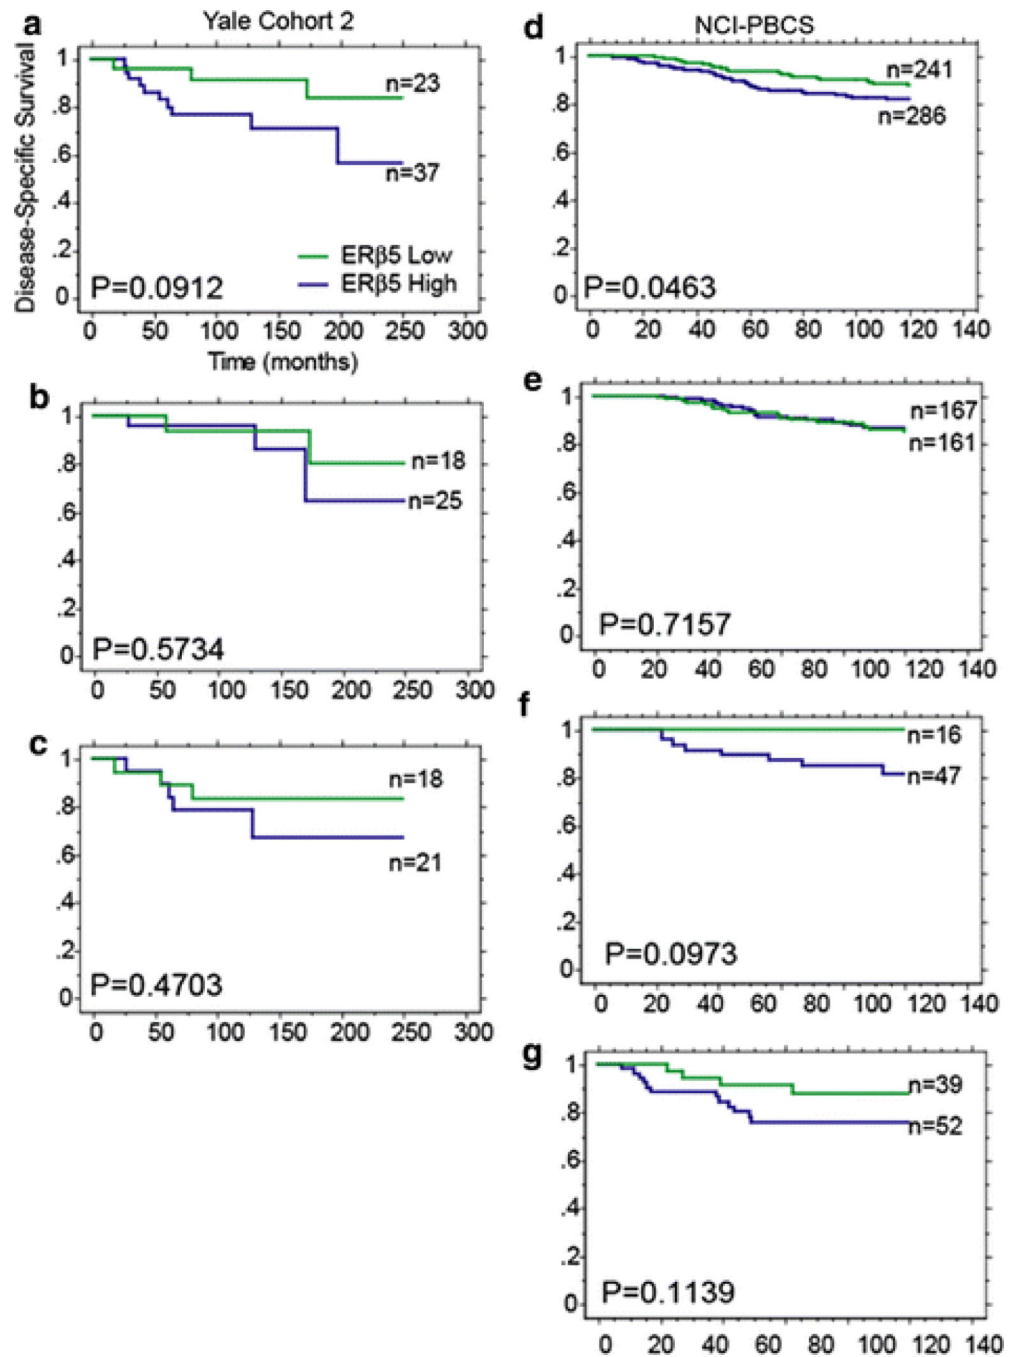 a
Yale Cohort 2
Disease-Specific Survival
1
.8
.6
.4
.2
0
n=23
n=37
ERβ5 Low
ERβ5 High
P=0.0912
0 50 100 150 200 250 300
Time (months)
b
1
.8
.6
.4
.2
0
n=18
n=25
P=0.5734
0 50 100 150 200 250 300
c
1
.8
.6
.4
.2
0
n=18
n=21
P=0.4703
0 50 100 150 200 250 300
d
NCI-PBCS
1
.8
.6
.4
.2
0
n=241
n=286
P=0.0463
0 20 40 60 80 100 120 140
e
1
.8
.6
.4
.2
0
n=167
n=161
P=0.7157
0 20 40 60 80 100 120 140
f
1
.8
.6
.4
.2
0
n=16
n=47
P=0.0973
0 20 40 60 80 100 120 140
g
1
.8
.6
.4
.2
0
n=39
n=52
P=0.1139
0 20 40 60 80 100 120 140